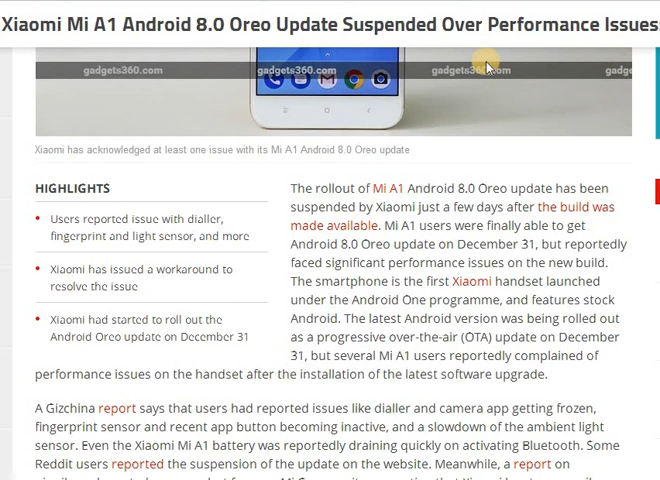 Xiaomi Mi A1 Android 8.0 Oreo Update Suspended Over Performance Issues
gadgets360.com gadgets360.com gadgets360.com
Xiaomi has acknowledged at least one issue with its Mi A1 Android 8.0 Oreo update
HIGHLIGHTS
Users reported issue with dialler,
fingerprint and light sensor, and more
Xiaomi has issued a workaround to
resolve the issue
Xiaomi had started to roll out the
Android Oreo update on December 31
The rollout of Mi A1 Android 8.0 Oreo update has been
suspended by Xiaomi just a few days after the build was
made available. Mi A1 users were finally able to get
Android 8.0 Oreo update on December 31, but reportedly
faced significant performance issues on the new build.
The smartphone is the first Xiaomi handset launched
under the Android One programme, and features stock
Android. The latest Android version was being rolled out
as a progressive over-the-air (OTA) update on December
31, but several Mi A1 users reportedly complained of
performance issues on the handset after the installation of the latest software upgrade.
A Gizchina report says that users had reported issues like dialler and camera app getting frozen,
fingerprint sensor and recent app button becoming inactive, and a slowdown of the ambient light
sensor. Even the Xiaomi Mi A1 battery was reportedly draining quickly on activating Bluetooth. Some
Reddit users reported the suspension of the update on the website. Meanwhile, a report on